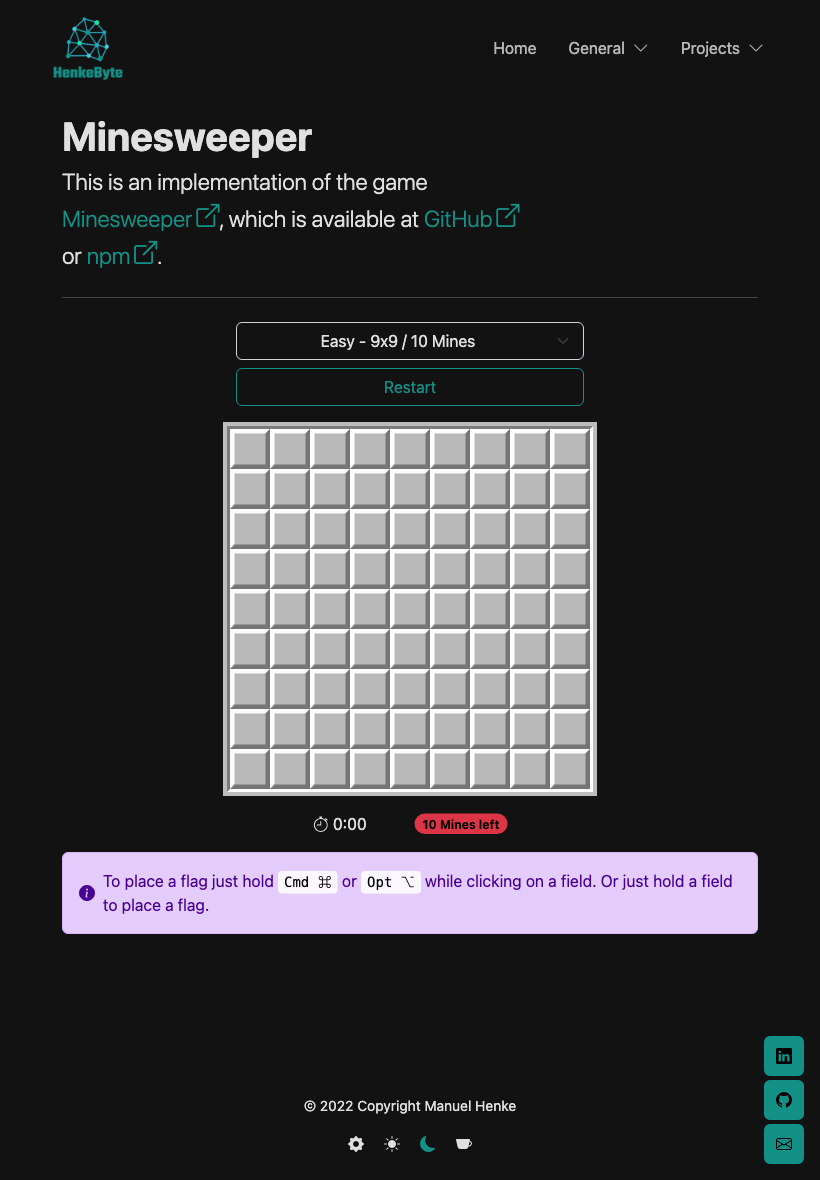 HenkeByte
Home General Projects
Minesweeper
This is an implementation of the game
Minesweeper, which is available at GitHub
or npm.
Easy - 9x9 / 10 Mines
Restart
0:00 10 Mines left
To place a flag just hold Cmd ⌘ or Opt ⌥ while clicking on a field. Or just hold a field
to place a flag.
© 2022 Copyright Manuel Henke